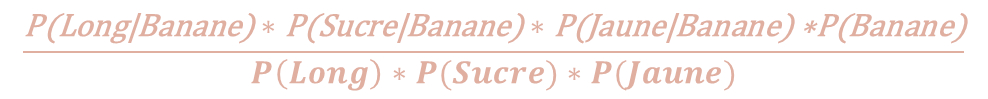 P(Long/Banane) * P(Sucre/Banane) * P(Jaune/Banane) *P(Banane)
P(Long) * P(Sucre) * P(Jaune)